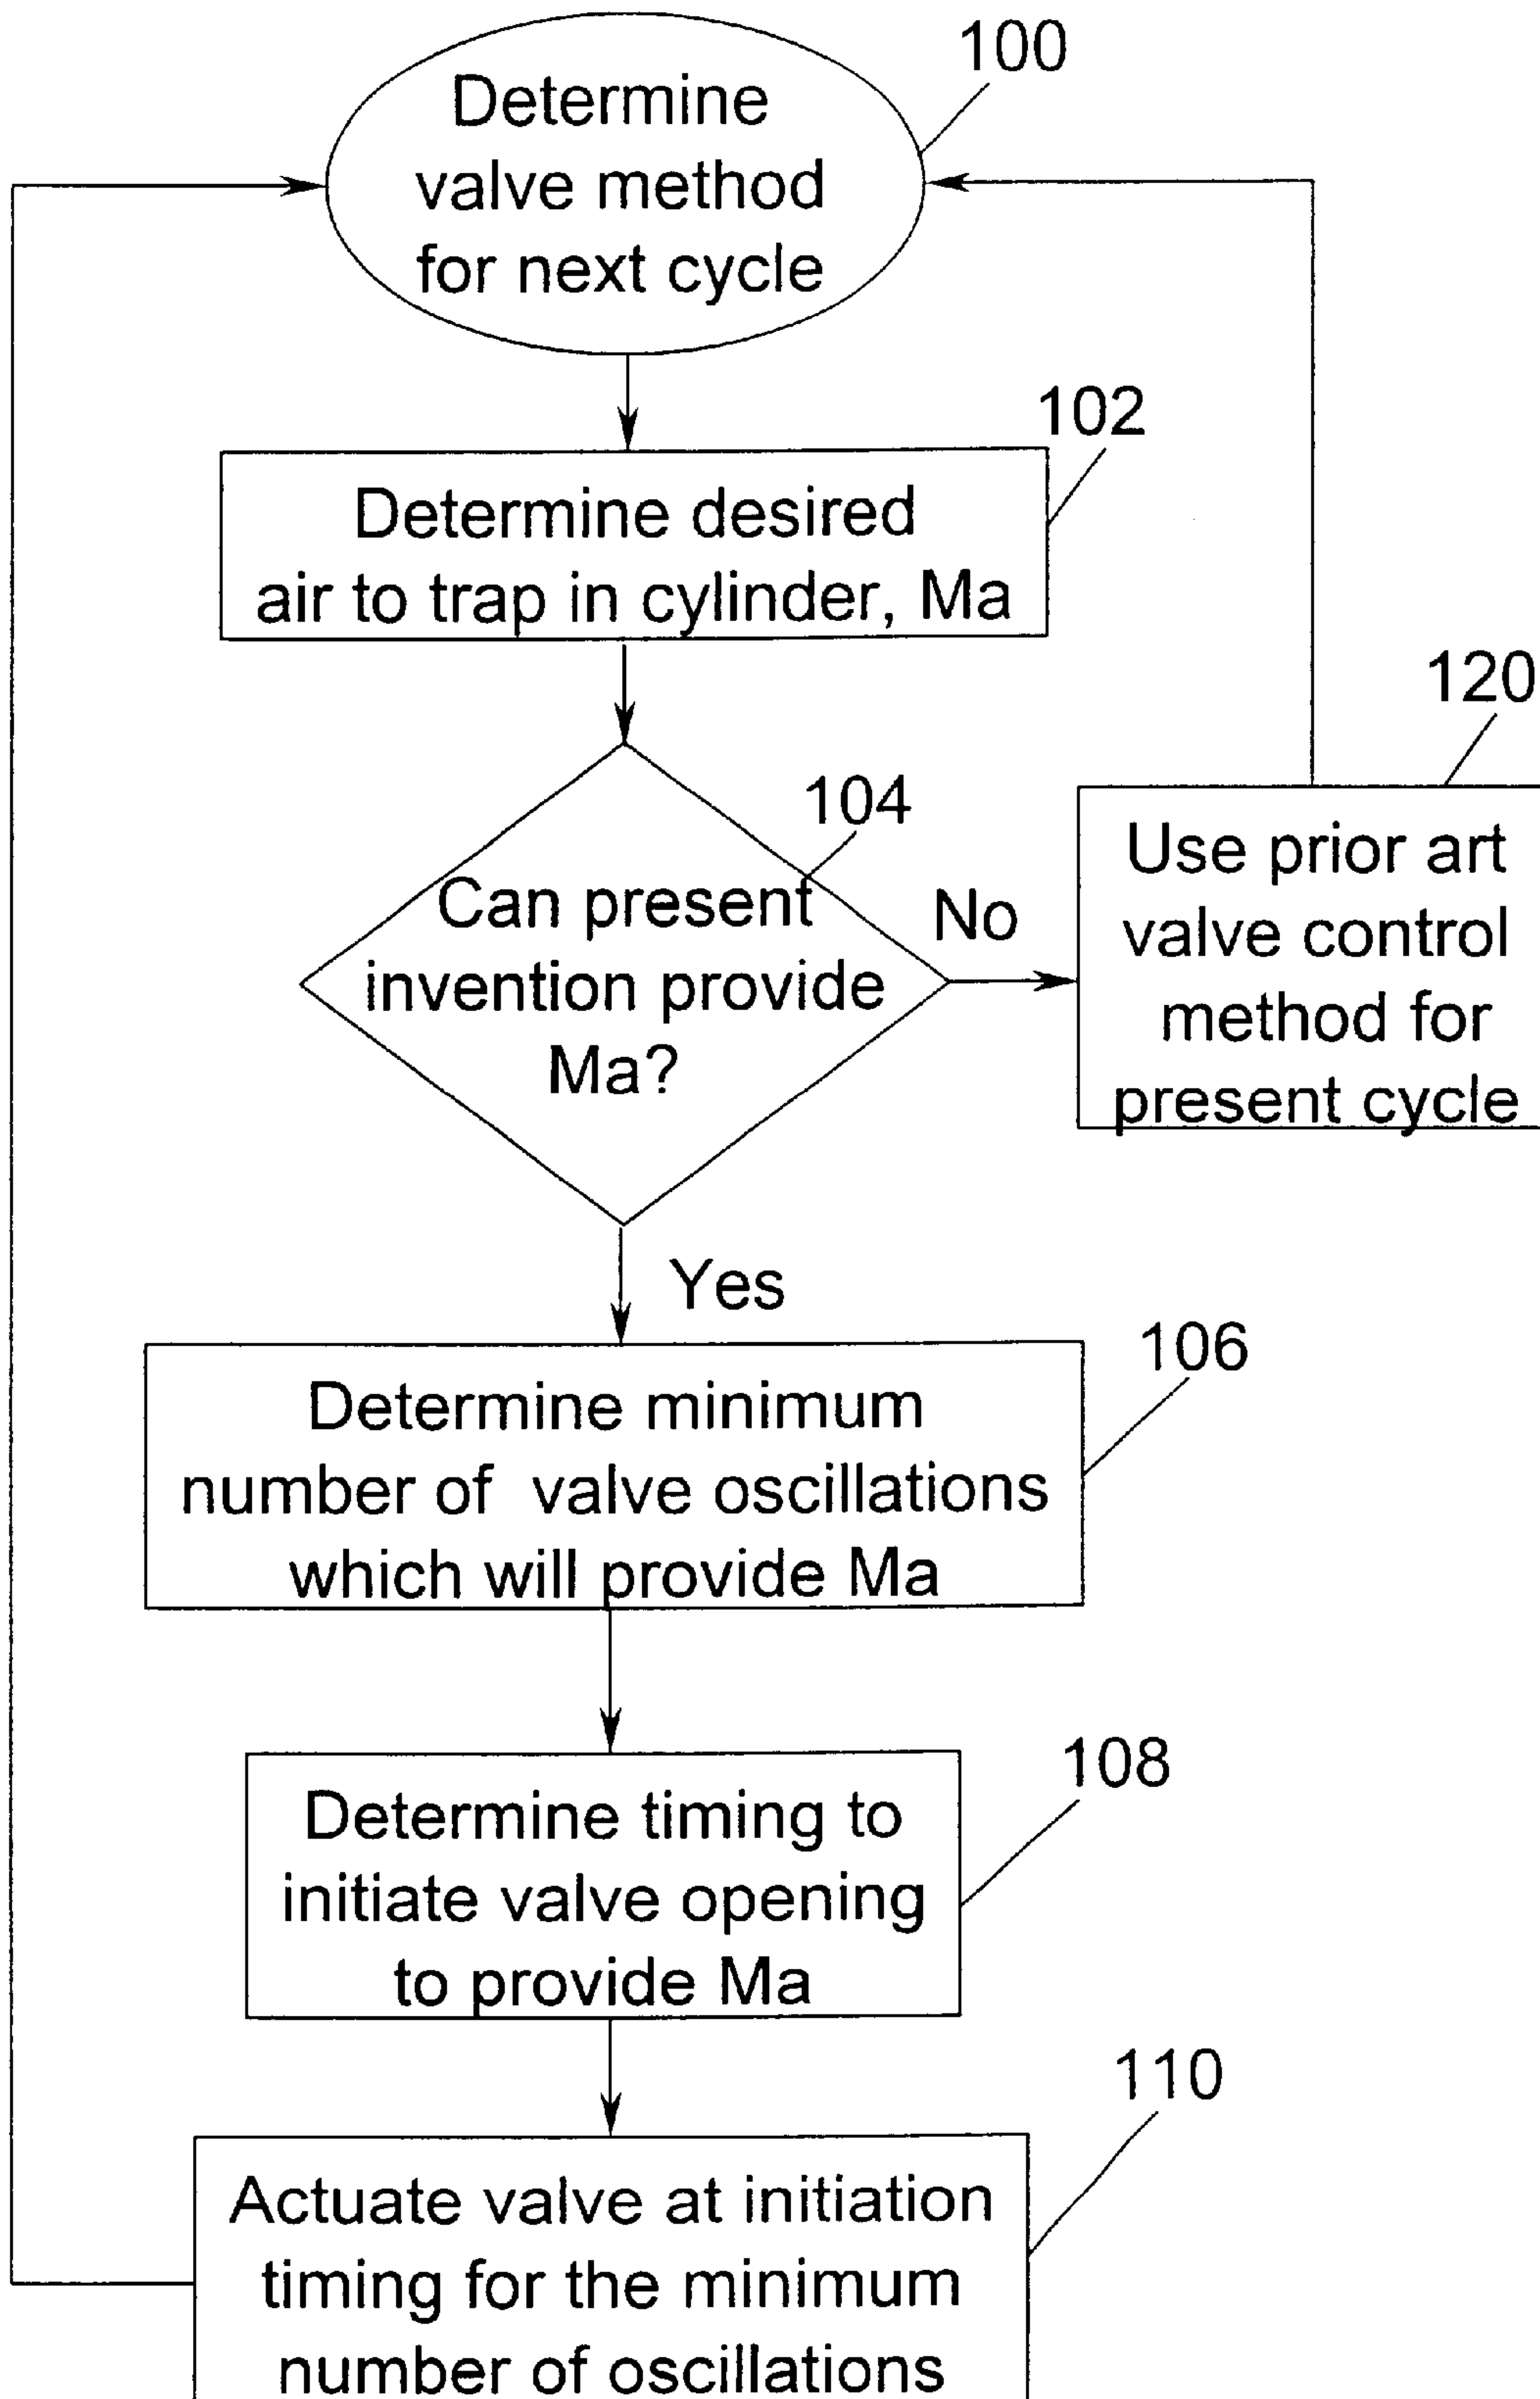 100
Determine
valve method
for next cycle
102
Determine desired
air to trap in cylinder, Ma
104
Can present
invention provide
Ma?
No
120
Use prior art
valve control
method for
present cycle
Yes
106
Determine minimum
number of valve oscillations
which will provide Ma
108
Determine timing to
initiate valve opening
to provide Ma
110
Actuate valve at initiation
timing for the minimum
number of oscillations